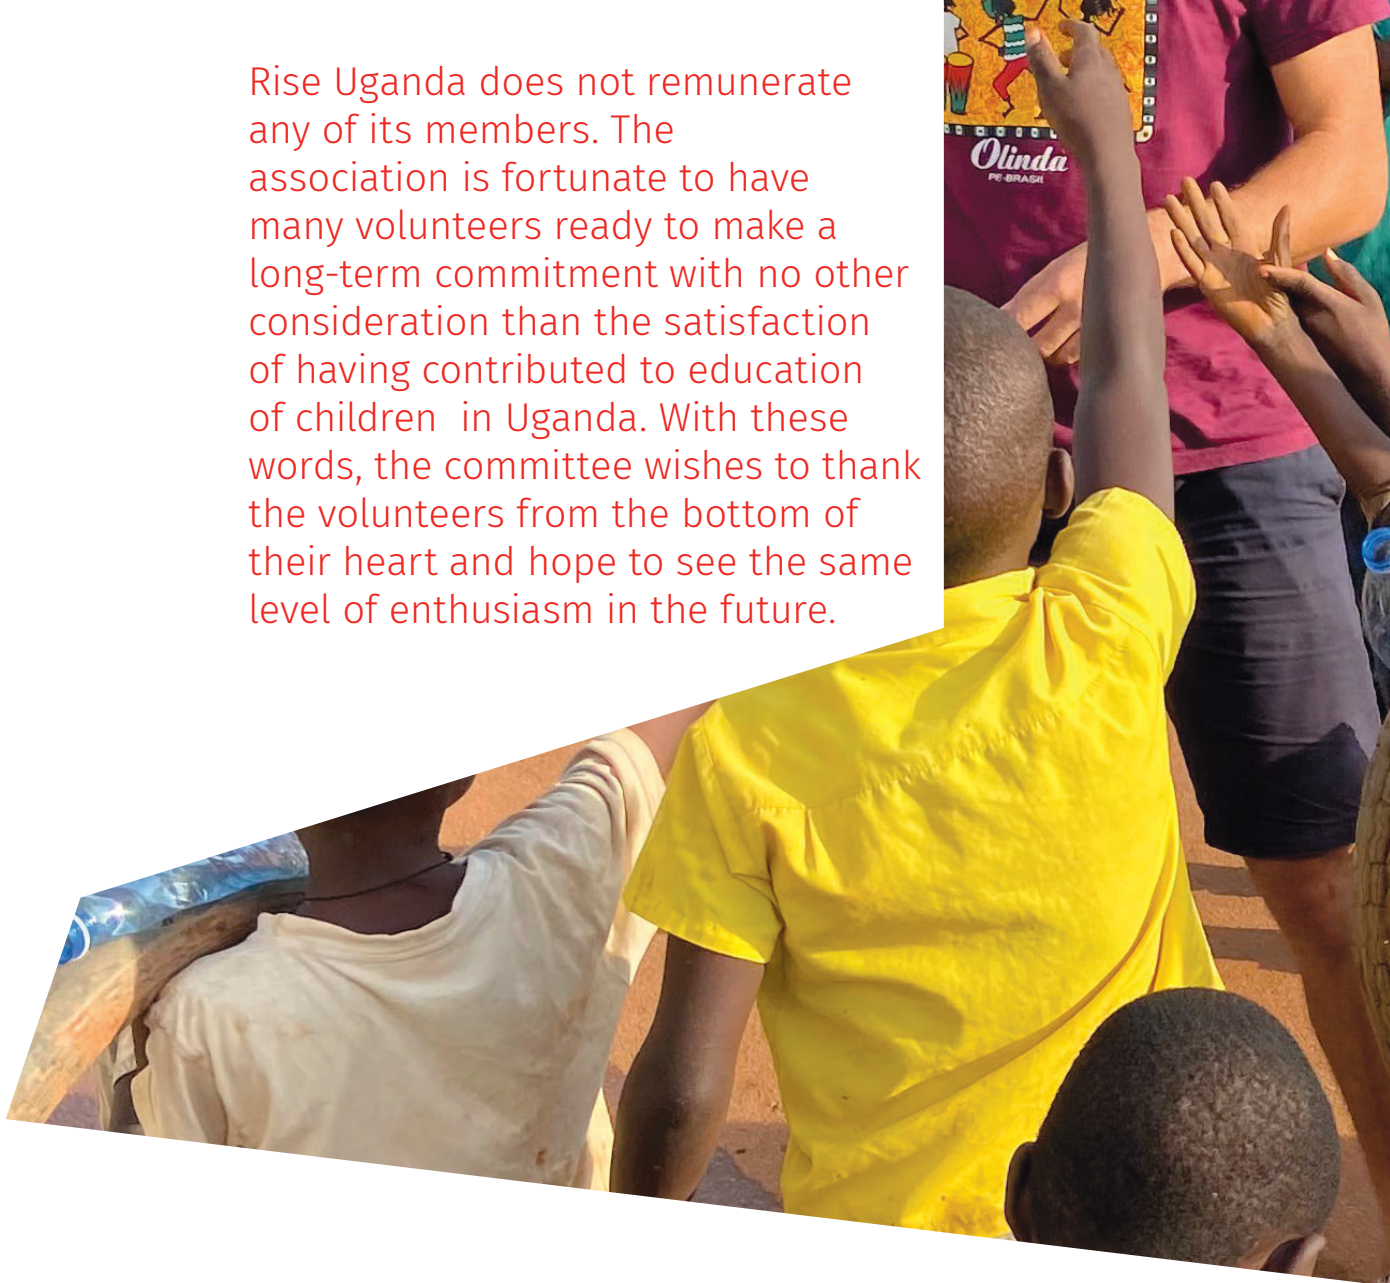 Rise Uganda does not remunerate
any of its members. The
association is fortunate to have
many volunteers ready to make a
long-term commitment with no other
consideration than the satisfaction
of having contributed to education
of children  in Uganda. With these
words, the committee wishes to thank
the volunteers from the bottom of
their heart and hope to see the same
level of enthusiasm in the future.
Olinda
PE-BRASIL